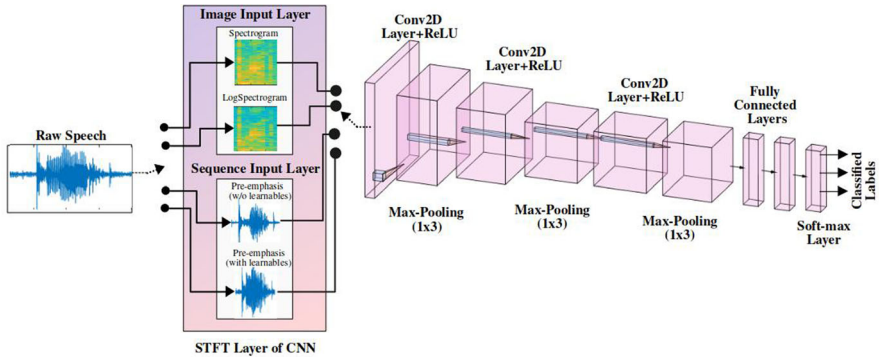 Image Input Layer
Spectrogram
LogSpectrogram
Raw Speech
Sequence Input Layer
Pre-emphasis
(w/o learnables)
Pre-emphasis
(with learnables)
STFT Layer of CNN
Conv2D
Layer+ReLU
Conv2D
Layer+ReLU
Conv2D
Layer+ReLU
Max-Pooling
(1x3)
Max-Pooling
(1x3)
Max-Pooling
(1x3)
Fully
Connected
Layers
Soft-max
Layer
Classified
Labels